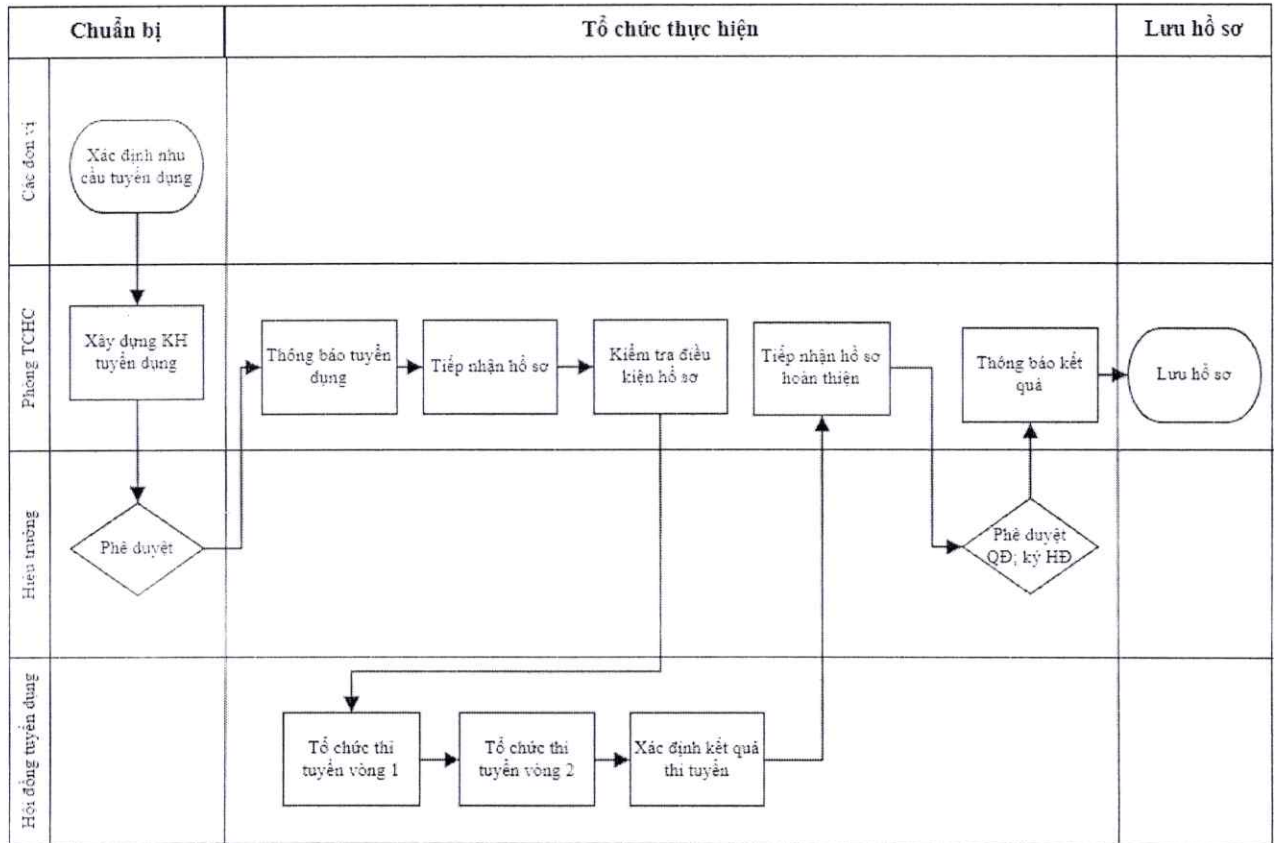 Chuẩn bị
Tổ chức thực hiện
Lưu hồ sơ
Các đơn vị
Xác định nhu
cầu tuyển dụng
Phòng TCHC
Xây dựng KH
tuyển dụng
Thông báo tuyển
dụng
Tiếp nhận hồ sơ
Kiểm tra điều
kiện hồ sơ
Tiếp nhận hồ sơ
hoàn thiện
Thông báo kết
quả
Lưu hồ sơ
Hiệu trưởng
Phê duyệt
Phê duyệt
QĐ; ký HĐ
Hội đồng tuyển dụng
Tổ chức thi
tuyển vòng 1
Tổ chức thi
tuyển vòng 2
Xác định kết quả
thi tuyển